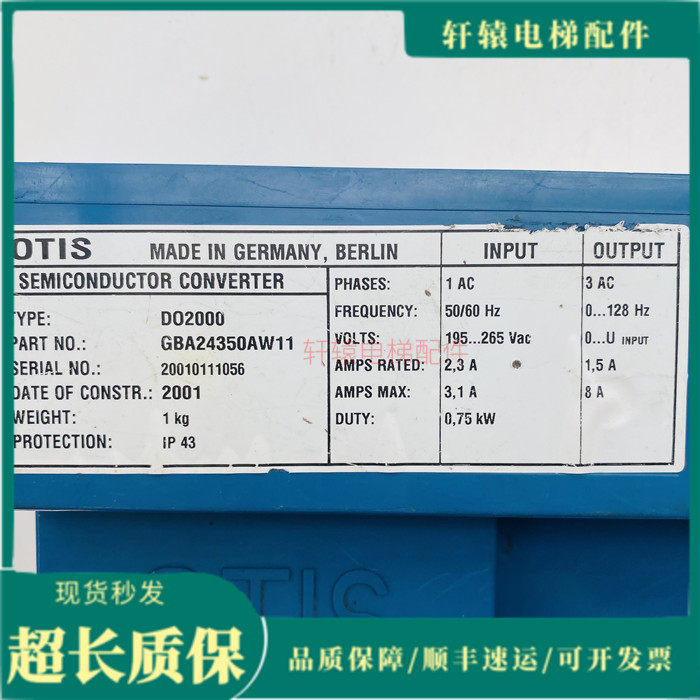 轩辕电梯配件
OTIS MADE IN GERMANY, BERLIN INPUT OUTPUT
SEMICONDUCTOR CONVERTER PHASES: 1 AC 3 AC
TYPE: DO2000 FREQUENCY: 50/60 Hz 0...128 Hz
PART NO.: GBA24350AW11 VOLTS: 195...265 Vac 0...U INPUT
轩辕电梯配件
SERIAL NO.: 20010111056 AMPS RATED: 2,3 A 1,5 A
DATE OF CONSTR.: 2001 AMPS MAX: 3,1 A 8 A
WEIGHT: 1 kg DUTY: 0,75 kW
PROTECTION: IP 43
OTIS
现货秒发
超长质保
品质保障/顺丰速运/可开发票